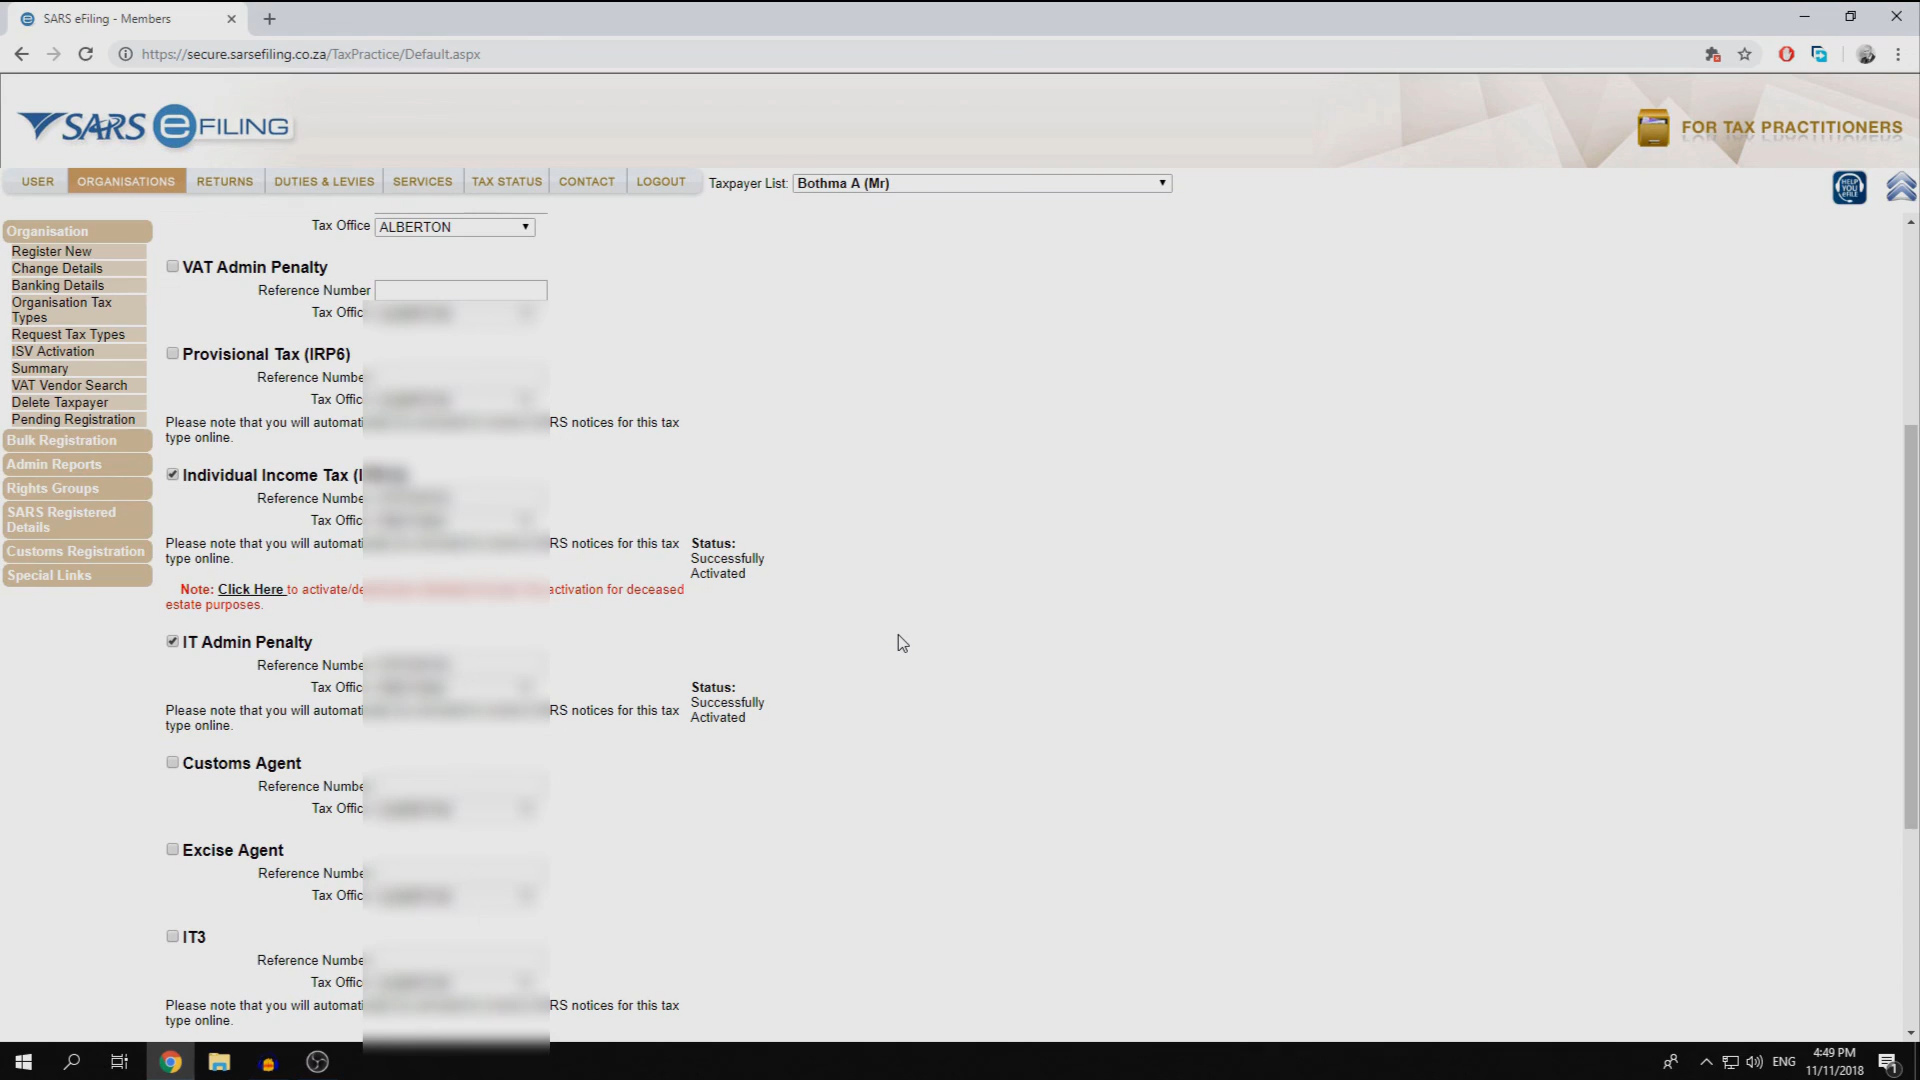 SARS eFiling - Members
https://secure.sarsefiling.co.za/TaxPractice/Default.aspx
SARS eFILING
FOR TAX PRACTITIONERS
USER ORGANISATIONS RETURNS DUTIES & LEVIES SERVICES TAX STATUS CONTACT LOGOUT Taxpayer List: Bothma A (Mr)
HELP YOU eFILE
Organisation
Register New
Change Details
Banking Details
Organisation Tax
Types
Request Tax Types
ISV Activation
Summary
VAT Vendor Search
Delete Taxpayer
Pending Registration
Bulk Registration
Admin Reports
Rights Groups
SARS Registered
Details
Customs Registration
Special Links
Tax Office ALBERTON
VAT Admin Penalty
Reference Number
Tax Offic
Provisional Tax (IRP6)
Reference Numbe
Tax Offic
Please note that you will automati RS notices for this tax
type online.
Individual Income Tax (I
Reference Numbe
Tax Offic
Please note that you will automati RS notices for this tax
type online.
Status:
Successfully
Activated
Note: Click Here to activate/de activation for deceased
estate purposes.
IT Admin Penalty
Reference Numbe
Tax Offic
Please note that you will automati RS notices for this tax
type online.
Status:
Successfully
Activated
Customs Agent
Reference Numbe
Tax Offic
Excise Agent
Reference Numbe
Tax Offic
IT3
Reference Numbe
Tax Offic
Please note that you will automati RS notices for this tax
type online.
ENG
4:49 PM
11/11/2018
1